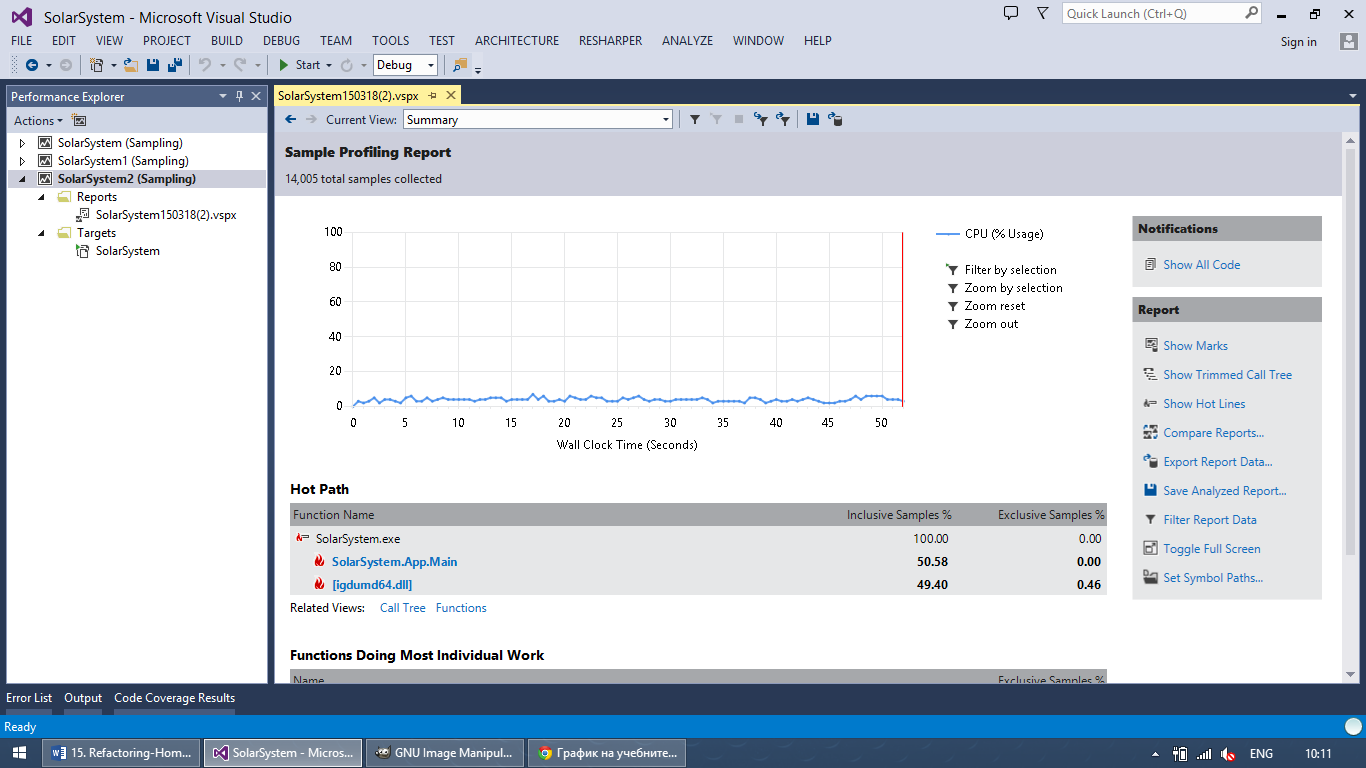 SolarSystem - Microsoft Visual Studio
Quick Launch (Ctrl+Q)
FILE EDIT VIEW PROJECT BUILD DEBUG TEAM TOOLS TEST ARCHITECTURE RESHARPER ANALYZE WINDOW HELP
Sign in
Start Debug
Performance Explorer
Actions
SolarSystem (Sampling)
SolarSystem1 (Sampling)
SolarSystem2 (Sampling)
Reports
SolarSystem150318(2).vspx
Targets
SolarSystem
SolarSystem150318(2).vspx
Current View: Summary
Sample Profiling Report
14,005 total samples collected
100
80
60
40
20
0
0 5 10 15 20 25 30 35 40 45 50
Wall Clock Time (Seconds)
CPU (% Usage)
Filter by selection
Zoom by selection
Zoom reset
Zoom out
Hot Path
Function Name Inclusive Samples % Exclusive Samples %
SolarSystem.exe 100.00 0.00
SolarSystem.App.Main 50.58 0.00
[igdumd64.dll] 49.40 0.46
Related Views: Call Tree Functions
Functions Doing Most Individual Work
Name Exclusive Samples %
Notifications
Show All Code
Report
Show Marks
Show Trimmed Call Tree
Show Hot Lines
Compare Reports...
Export Report Data...
Save Analyzed Report...
Filter Report Data
Toggle Full Screen
Set Symbol Paths...
Error List Output Code Coverage Results
Ready
15. Refactoring-Hom... SolarSystem - Micros... GNU Image Manipul... График на учебните...
ENG 10:11